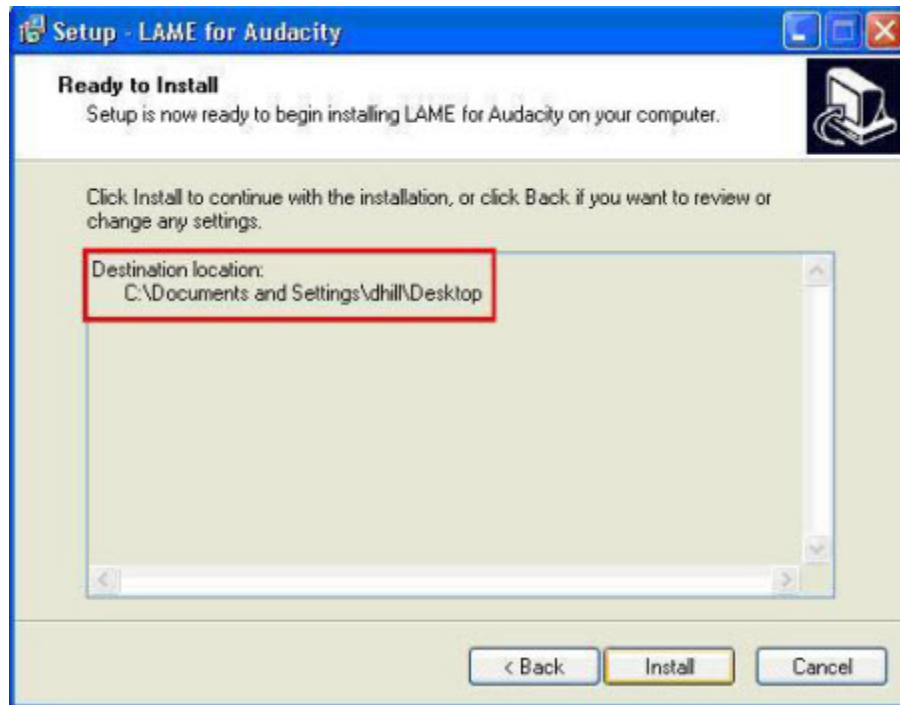 Setup - LAME for Audacity
Ready to Install
Setup is now ready to begin installing LAME for Audacity on your computer.
Click Install to continue with the installation, or click Back if you want to review or
change any settings.
Destination location:
C:\Documents and Settings\dhill\Desktop
< Back
Install
Cancel